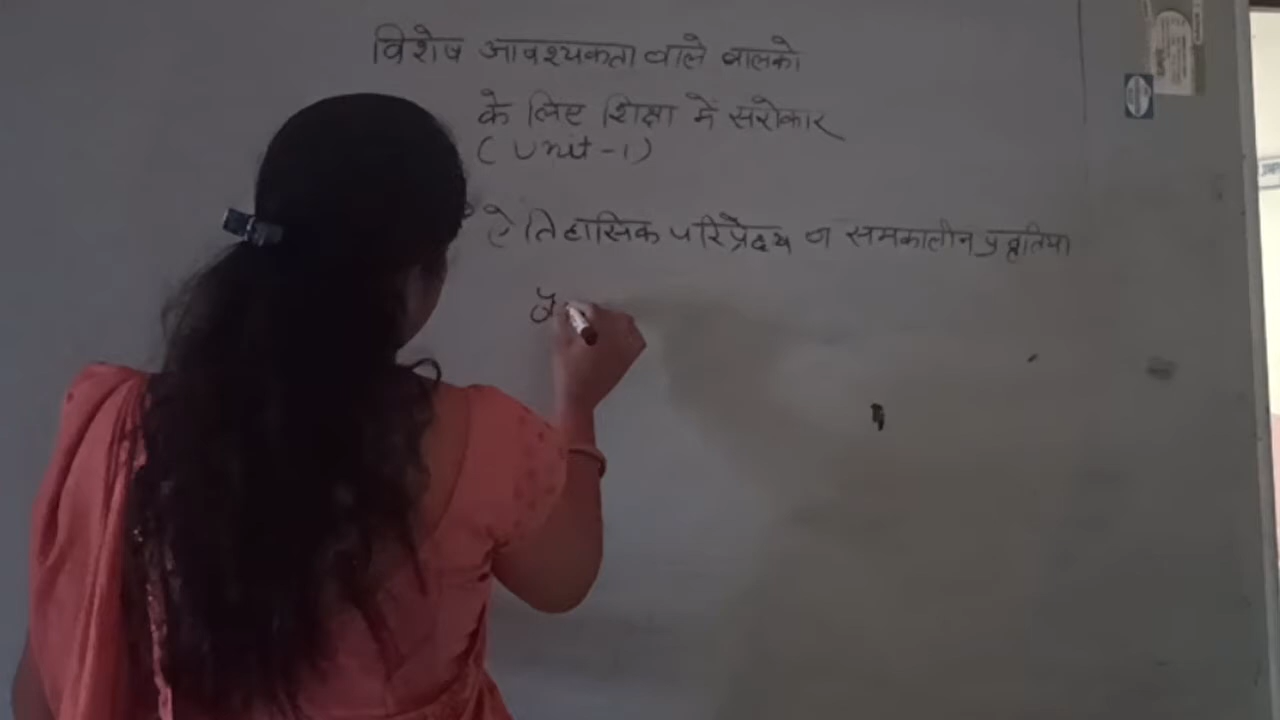 विशेष आवश्यकता वाले बालको
के लिए शिक्षा में सरोकार
(Unit-1)
ऐतिहासिक परिप्रेक्ष्य व समकालीन प्रवृतिया